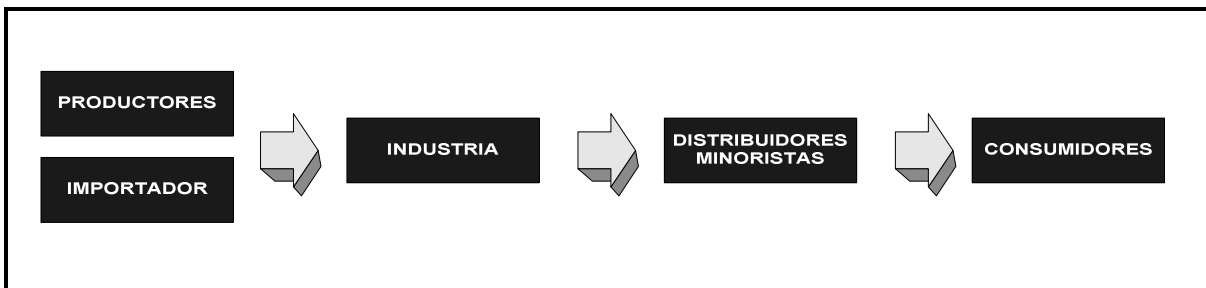 PRODUCTORES
IMPORTADOR
INDUSTRIA
DISTRIBUIDORES
MINORISTAS
CONSUMIDORES